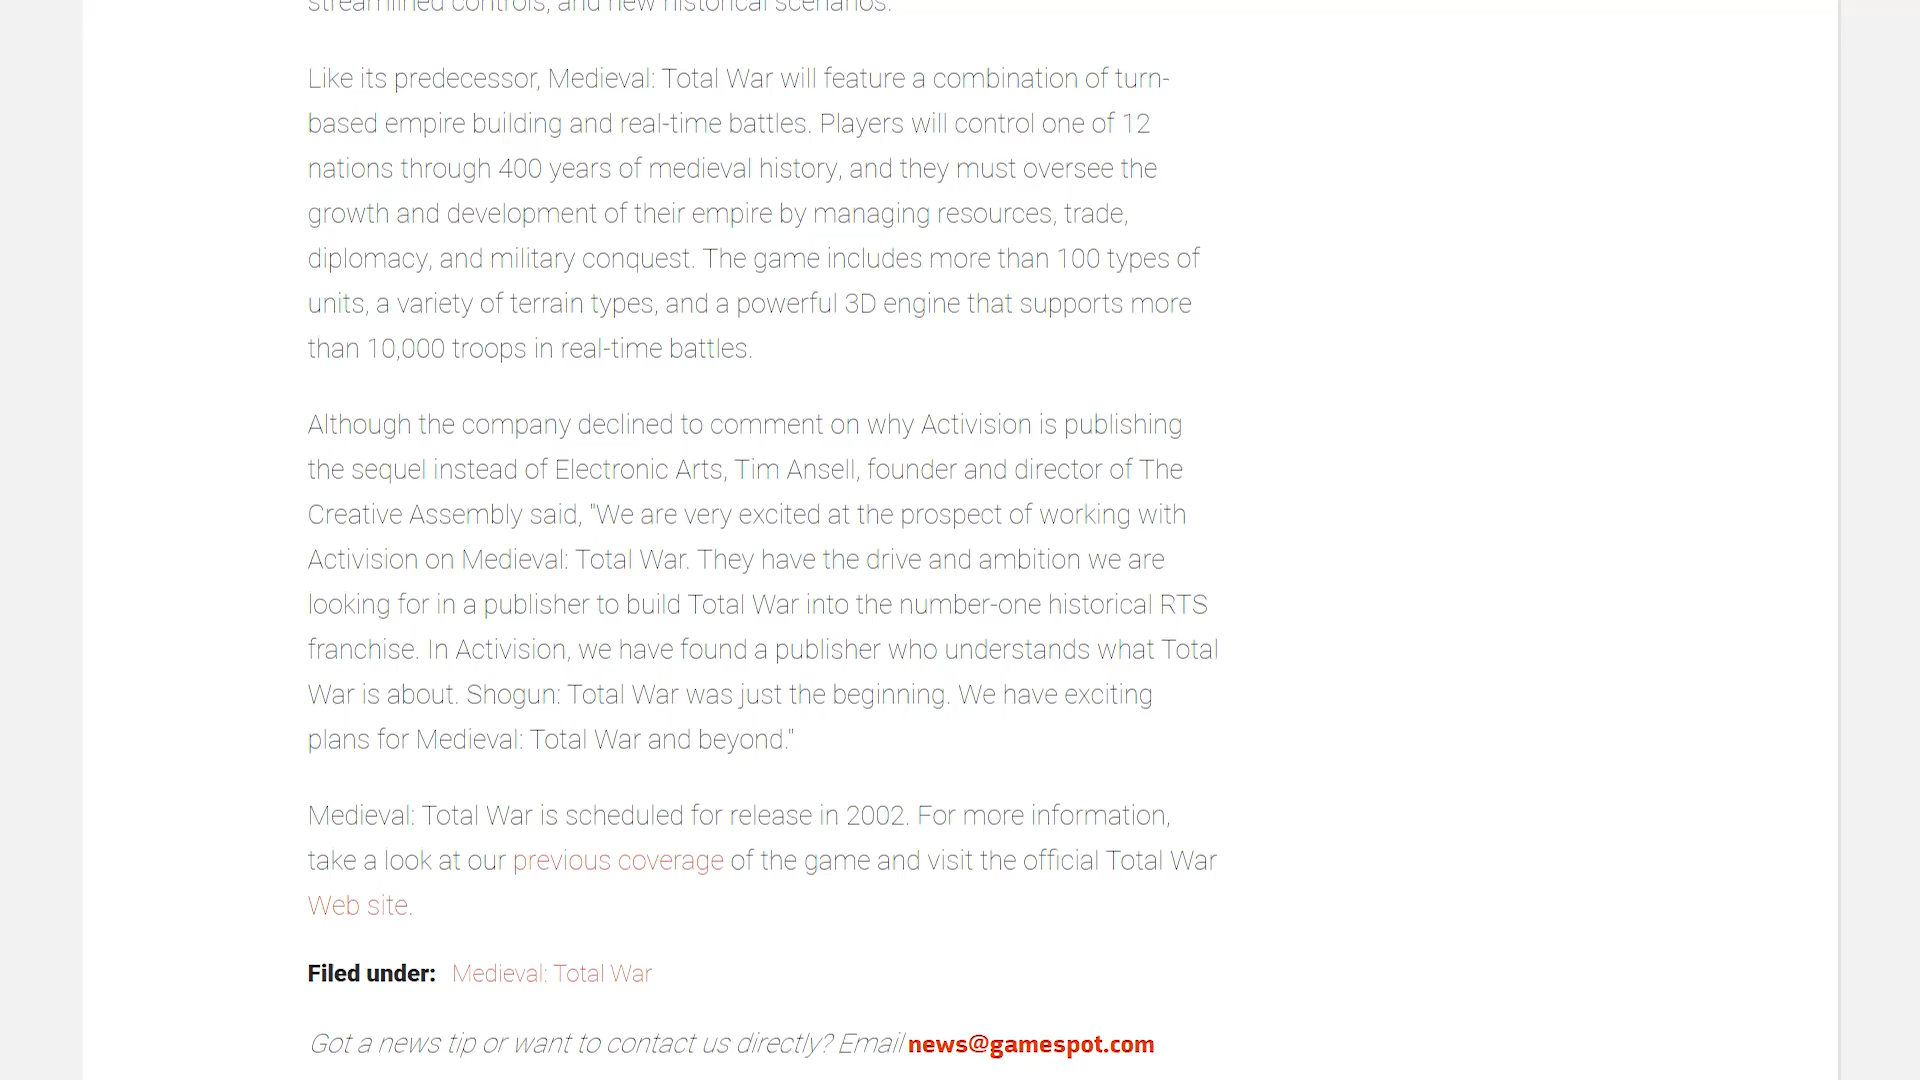 streamlined controls, and new historical scenarios.
Like its predecessor, Medieval: Total War will feature a combination of turn-
based empire building and real-time battles. Players will control one of 12
nations through 400 years of medieval history, and they must oversee the
growth and development of their empire by managing resources, trade,
diplomacy, and military conquest. The game includes more than 100 types of
units, a variety of terrain types, and a powerful 3D engine that supports more
than 10,000 troops in real-time battles.
Although the company declined to comment on why Activision is publishing
the sequel instead of Electronic Arts, Tim Ansell, founder and director of The
Creative Assembly said, "We are very excited at the prospect of working with
Activision on Medieval: Total War. They have the drive and ambition we are
looking for in a publisher to build Total War into the number-one historical RTS
franchise. In Activision, we have found a publisher who understands what Total
War is about. Shogun: Total War was just the beginning. We have exciting
plans for Medieval: Total War and beyond."
Medieval: Total War is scheduled for release in 2002. For more information,
take a look at our previous coverage of the game and visit the official Total War
Web site.
Filed under: Medieval: Total War
Got a news tip or want to contact us directly? Email news@gamespot.com